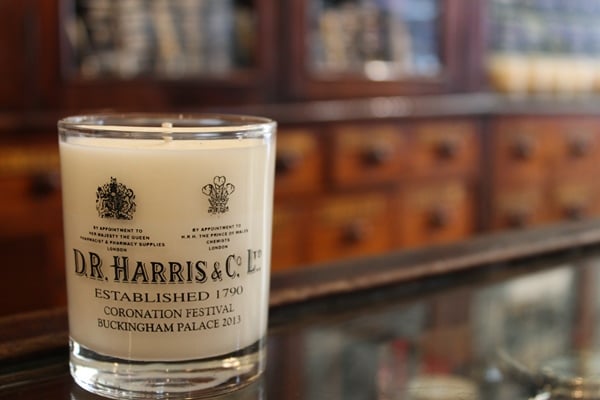 BY APPOINTMENT TO
HER MAJESTY THE QUEEN
PHARMACIST & PHARMACY SUPPLIES
LONDON
BY APPOINTMENT TO
H.R.H. THE PRINCE OF WALES
CHEMISTS
LONDON
D.R. HARRIS & Co. LTD.
ESTABLISHED 1790
CORONATION FESTIVAL
BUCKINGHAM PALACE 2013